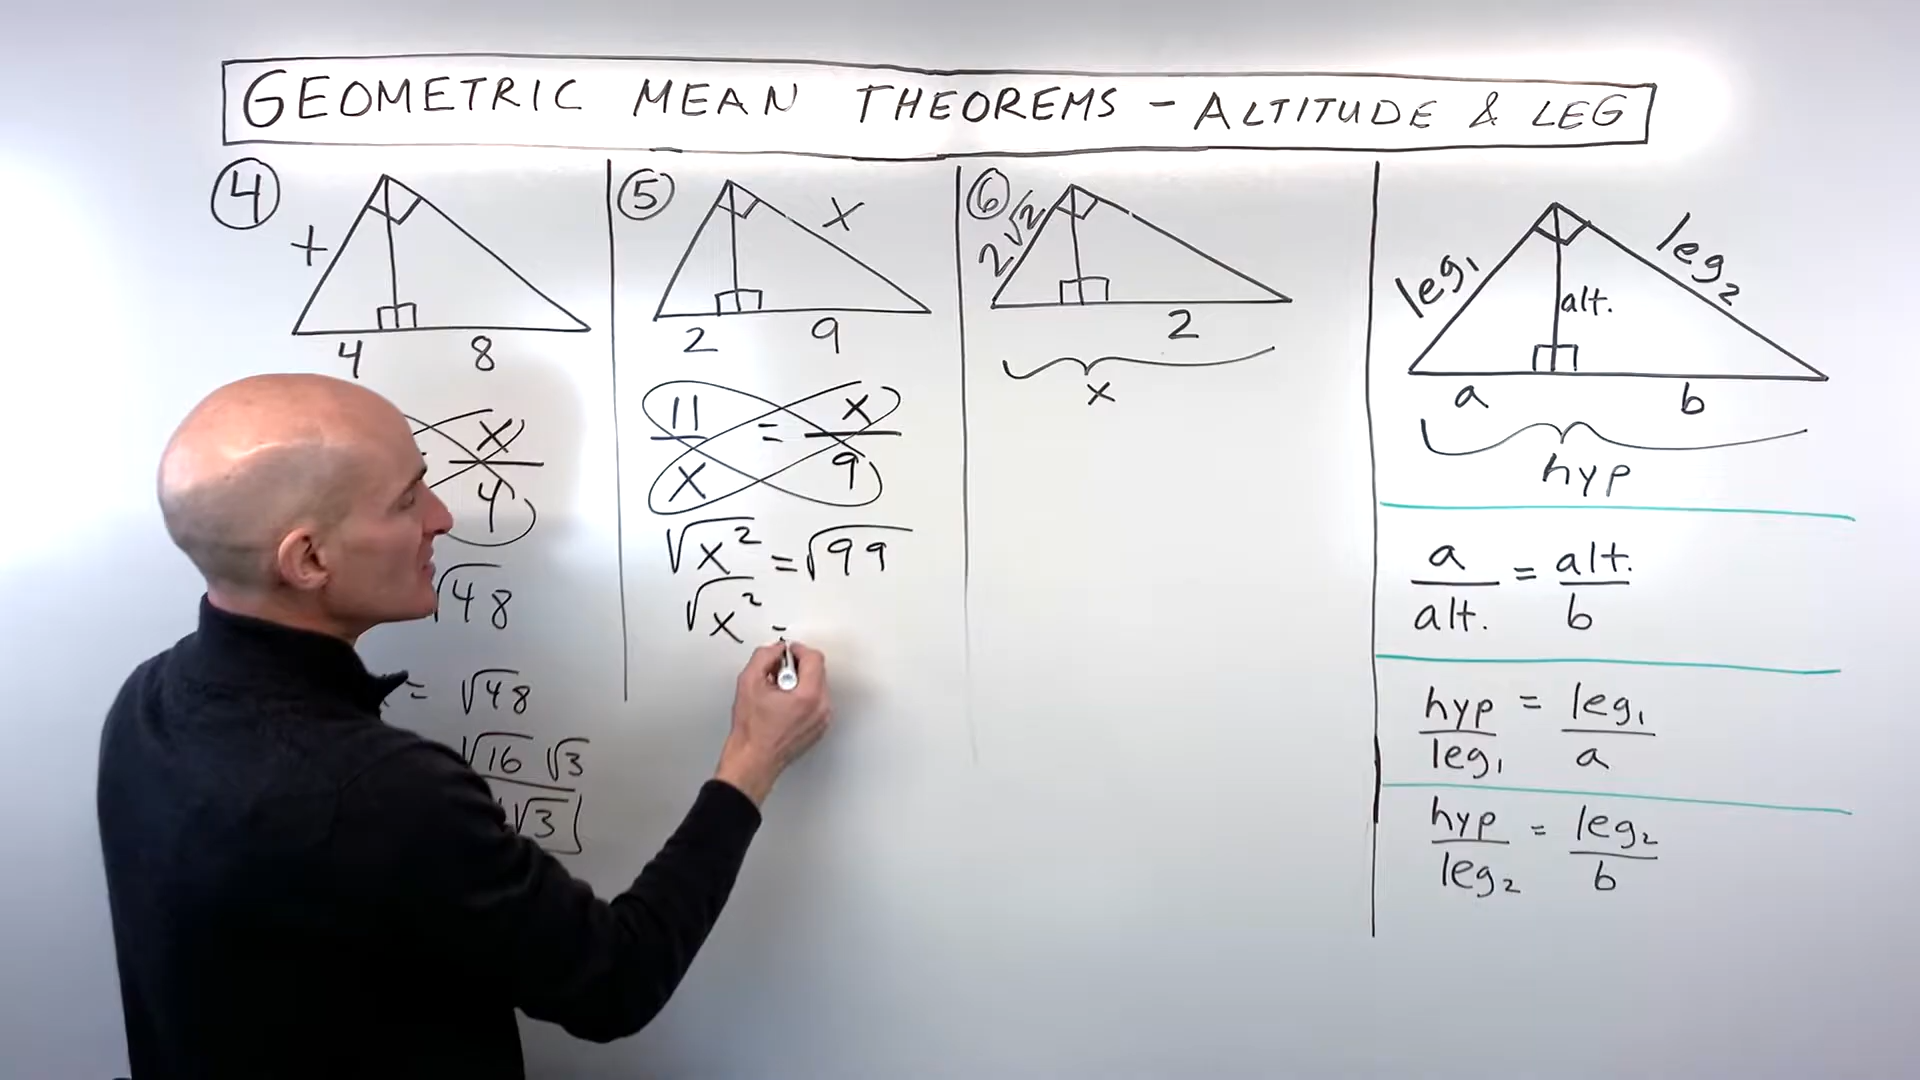 GEOMETRIC MEAN THEOREMS - ALTITUDE & LEG
④
+
4 8
x
4
√48
= √48
√16 √3
√3
⑤
x
2 9
11/x = x/9
√x² = √99
√x² =
⑥
2√2
2
x
leg₁
leg₂
alt.
a b
hyp
a/alt. = alt./b
hyp/leg₁ = leg₁/a
hyp/leg₂ = leg₂/b